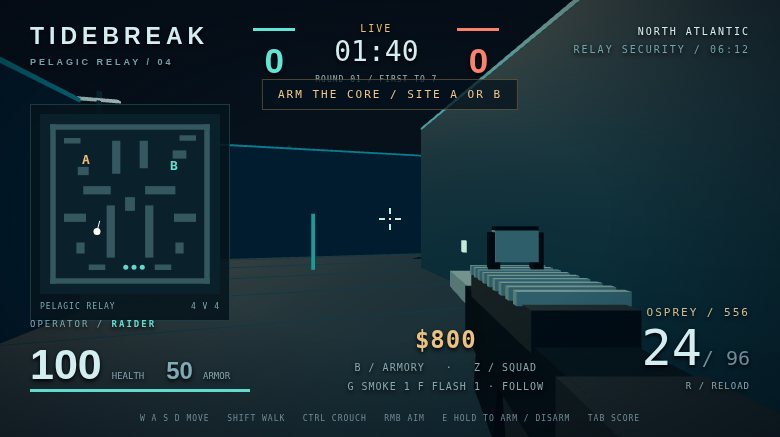 TIDEBREAK
PELAGIC RELAY / 04
LIVE
0 01:40 0
ROUND 01 / FIRST TO 7
ARM THE CORE / SITE A OR B
NORTH ATLANTIC
RELAY SECURITY / 06:12
A
B
PELAGIC RELAY 4 V 4
OPERATOR / RAIDER
100 HEALTH 50 ARMOR
$800
B / ARMORY · Z / SQUAD
G SMOKE 1 F FLASH 1 · FOLLOW
OSPREY / 556
24 / 96
R / RELOAD
W A S D MOVE SHIFT WALK CTRL CROUCH RMB AIM E HOLD TO ARM / DISARM TAB SCORE